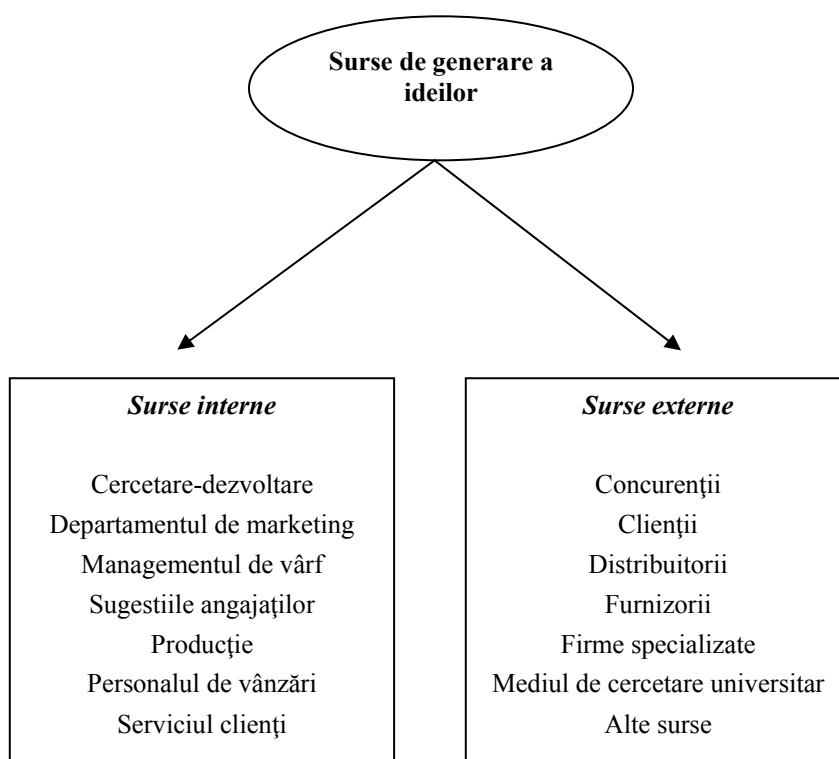 Surse de generare a
ideilor
Surse interne
Cercetare-dezvoltare
Departamentul de marketing
Managementul de vârf
Sugestiile angajaţilor
Producţie
Personalul de vânzări
Serviciul clienţi
Surse externe
Concurenţii
Clienţii
Distribuitorii
Furnizorii
Firme specializate
Mediul de cercetare universitar
Alte surse